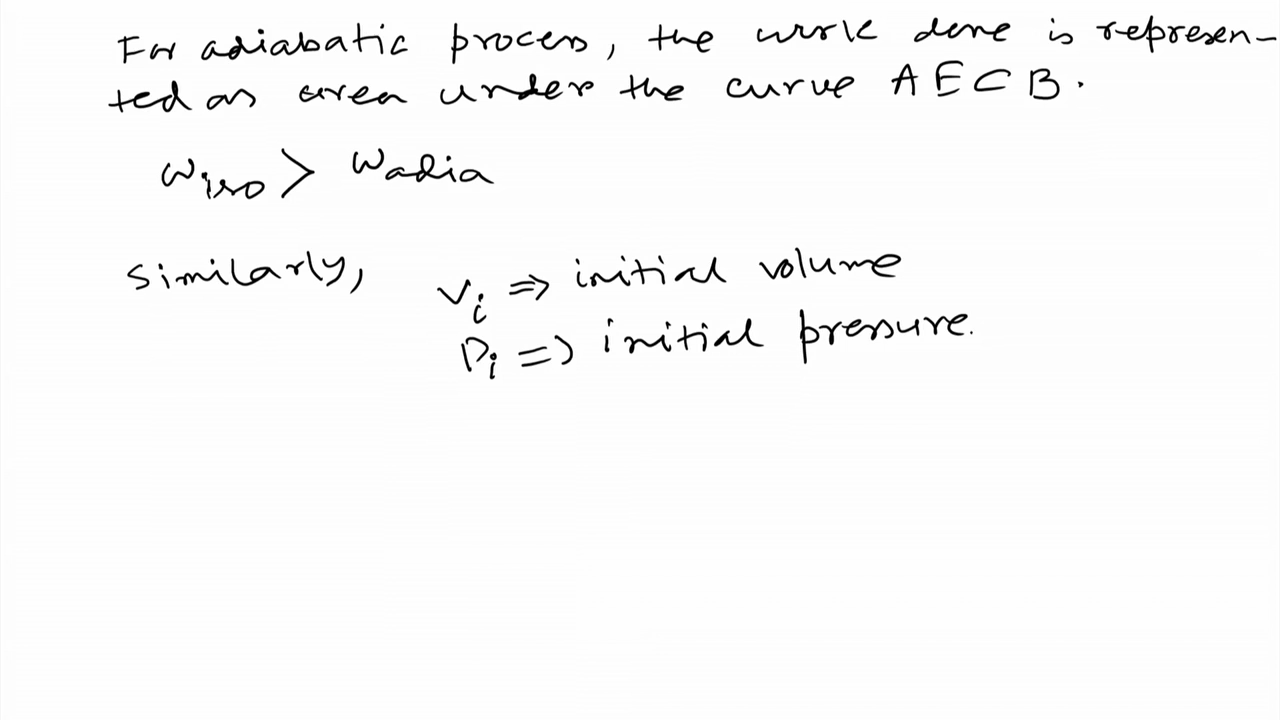 For adiabatic process, the work done is represen-
ted as area under the curve AECB.
Wiso > Wadia
Similarly, Vi => initial volume
Pi => initial pressure.